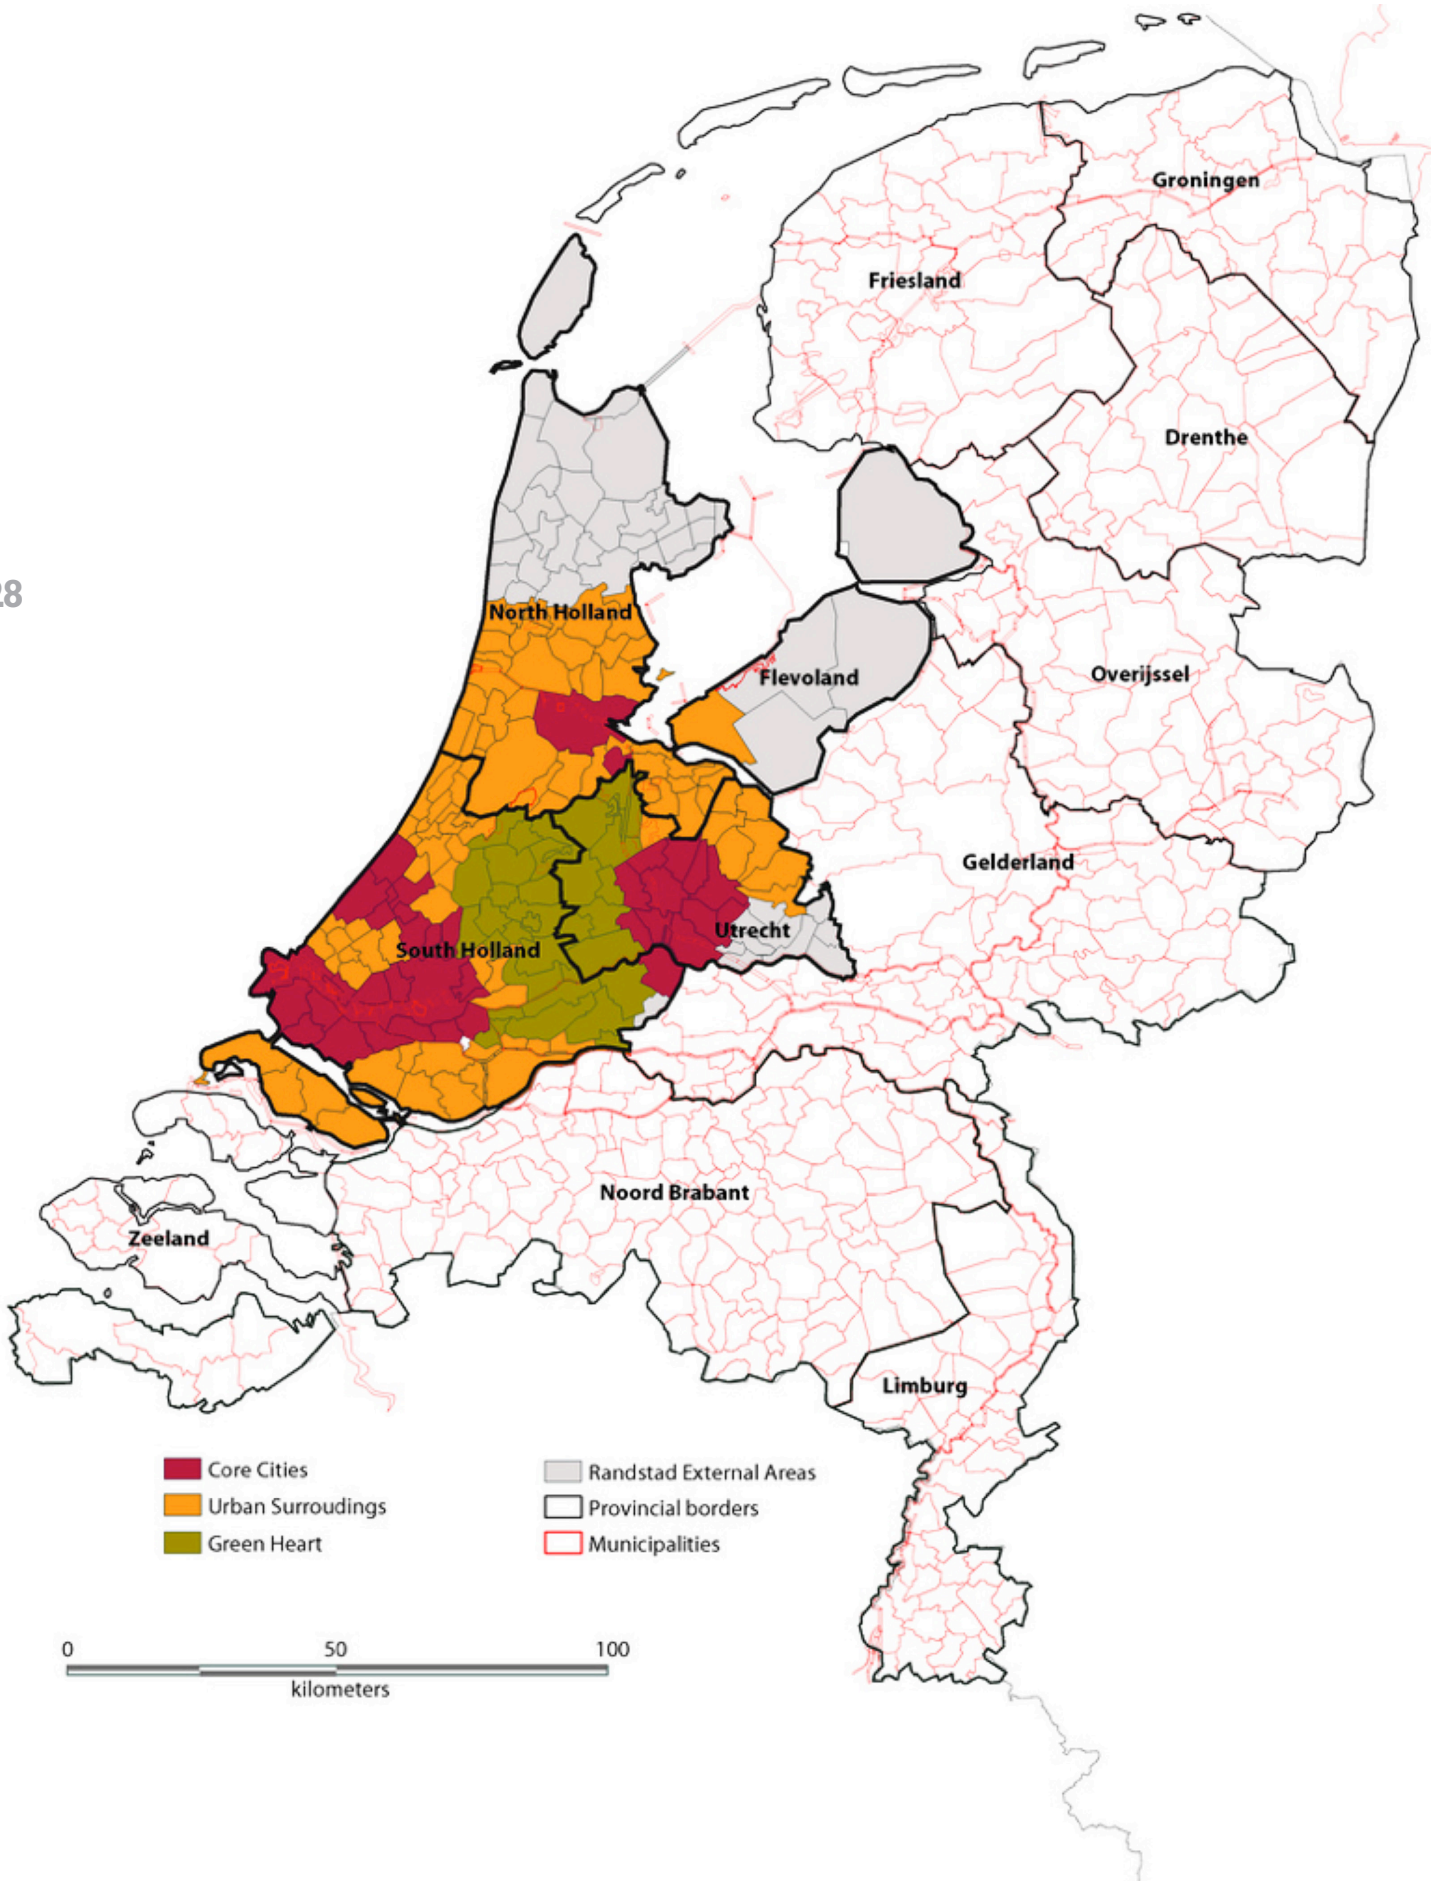 Groningen
Friesland
Drenthe
28
North Holland
Flevoland
Overijssel
Gelderland
Utrecht
South Holland
Noord Brabant
Zeeland
Limburg
Core Cities
Urban Surroudings
Green Heart
Randstad External Areas
Provincial borders
Municipalities
0 50 100
kilometers